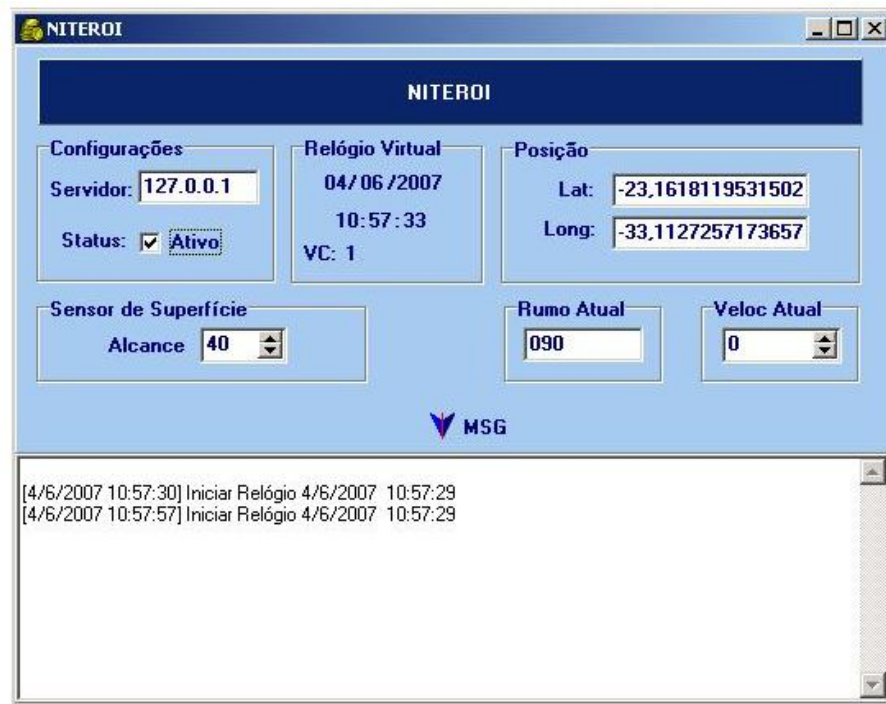 NITEROI
NITEROI
Configurações
Servidor: 127.0.0.1
Status: Ativo
Relógio Virtual
04/06/2007
10:57:33
VC: 1
Posição
Lat: -23,1618119531502
Long: -33,1127257173657
Sensor de Superfície
Alcance 40
Rumo Atual
090
Veloc Atual
0
MSG
[4/6/2007 10:57:30] Iniciar Relógio 4/6/2007 10:57:29
[4/6/2007 10:57:57] Iniciar Relógio 4/6/2007 10:57:29